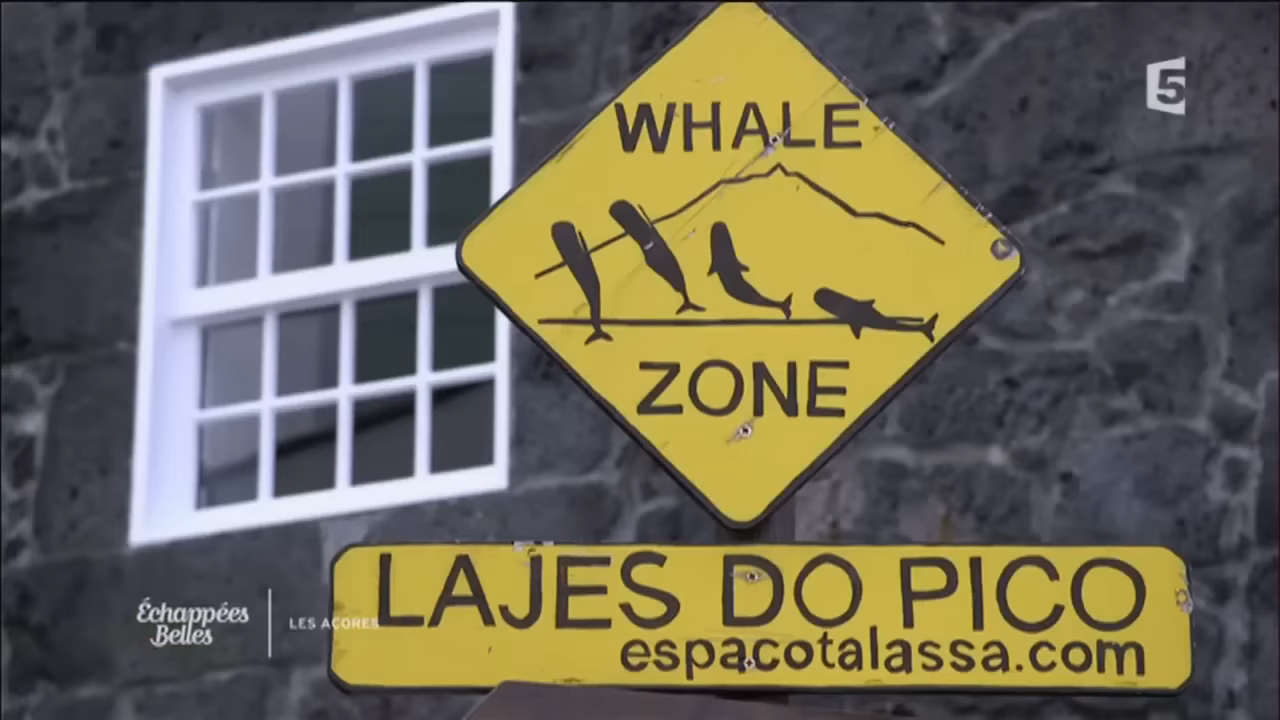 5
WHALE
ZONE
LAJES DO PICO
espacotalassa.com
Échappées
Belles
LES AÇORES